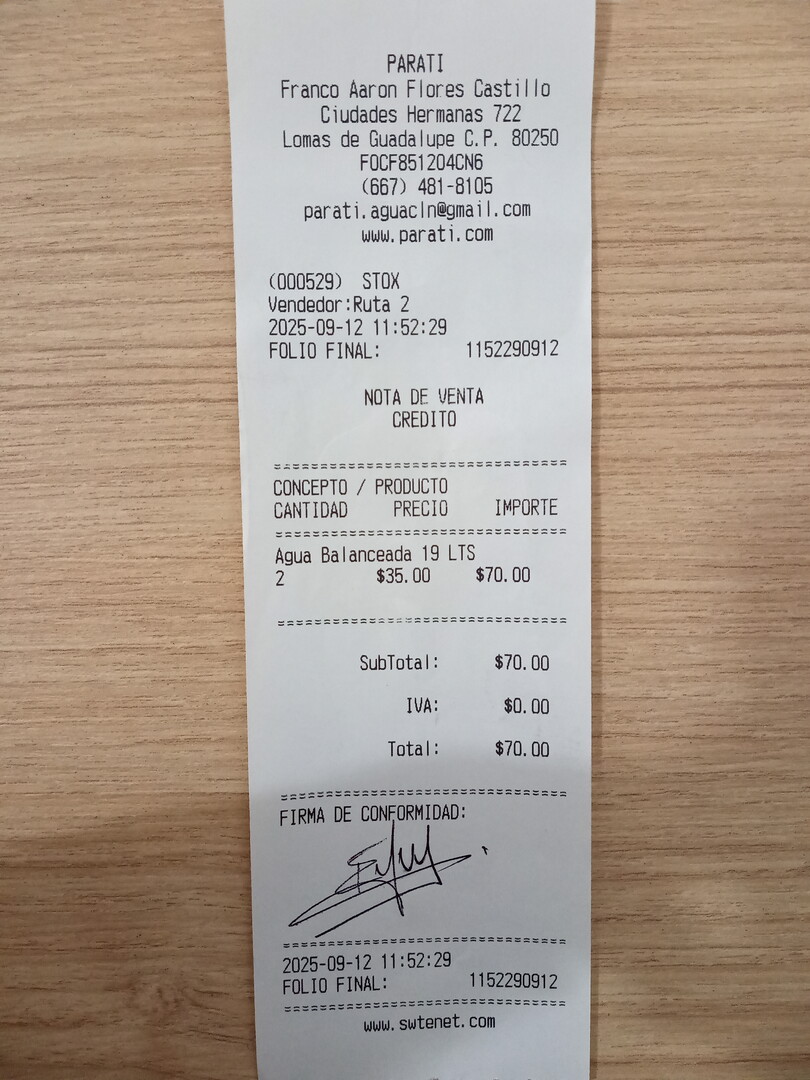 PARATI
Franco Aaron Flores Castillo
Ciudades Hermanas 722
Lomas de Guadalupe C.P. 80250
FOCF851204CN6
(667) 481-8105
parati.aguacln@gmail.com
www.parati.com
(000529) STOX
Vendedor:Ruta 2
2025-09-12 11:52:29
FOLIO FINAL: 1152290912
NOTA DE VENTA
CREDITO
CONCEPTO / PRODUCTO
CANTIDAD PRECIO IMPORTE
Agua Balanceada 19 LTS
2 $35.00 $70.00
SubTotal: $70.00
IVA: $0.00
Total: $70.00
FIRMA DE CONFORMIDAD:
2025-09-12 11:52:29
FOLIO FINAL: 1152290912
www.swtenet.com